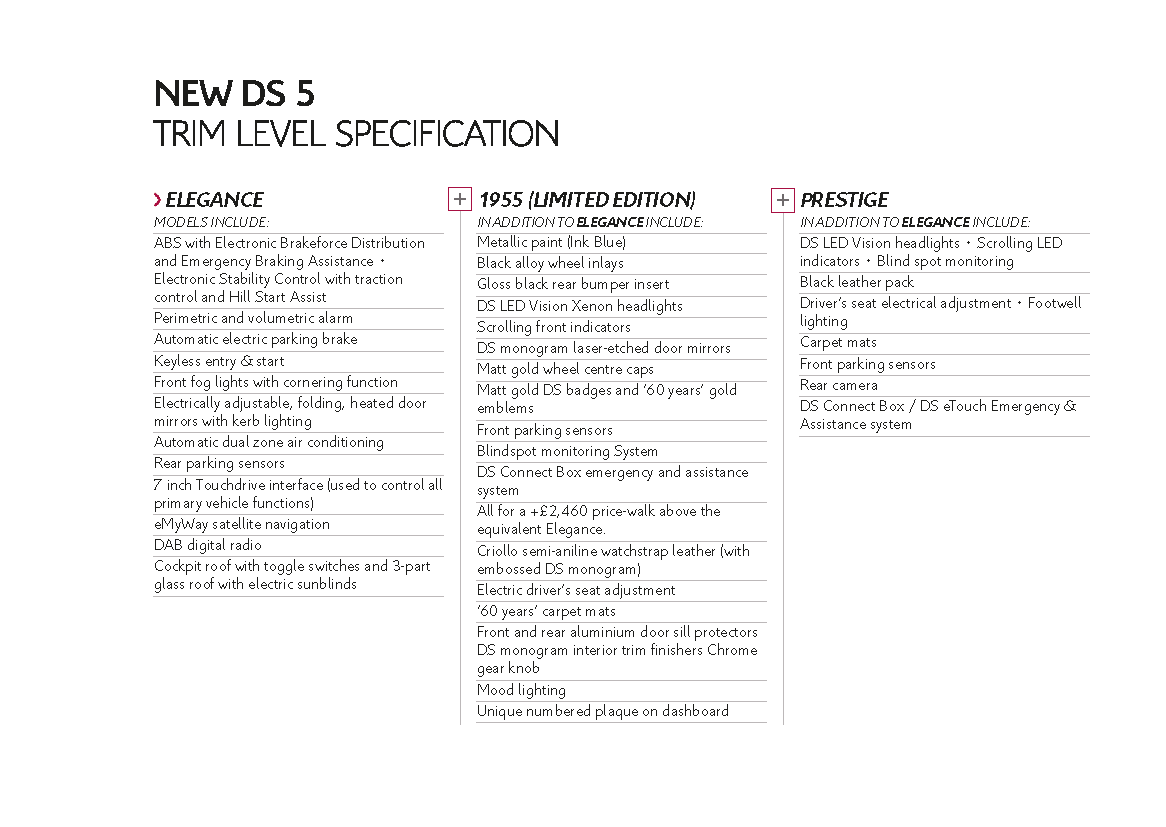 NEW DS 5
TRIM LEVEL SPECIFICATION
ELEGANCE
MODELS INCLUDE:
ABS with Electronic Brakeforce Distribution
and Emergency Braking Assistance •
Electronic Stability Control with traction
control and Hill Start Assist
Perimetric and volumetric alarm
Automatic electric parking brake
Keyless entry & start
Front fog lights with cornering function
Electrically adjustable, folding, heated door
mirrors with kerb lighting
Automatic dual zone air conditioning
Rear parking sensors
7 inch Touchdrive interface (used to control all
primary vehicle functions)
eMyWay satellite navigation
DAB digital radio
Cockpit roof with toggle switches and 3-part
glass roof with electric sunblinds
+ 1955 (LIMITED EDITION)
IN ADDITION TO ELEGANCE INCLUDE:
Metallic paint (Ink Blue)
Black alloy wheel inlays
Gloss black rear bumper insert
DS LED Vision Xenon headlights
Scrolling front indicators
DS monogram laser-etched door mirrors
Matt gold wheel centre caps
Matt gold DS badges and '60 years' gold
emblems
Front parking sensors
Blindspot monitoring System
DS Connect Box emergency and assistance
system
All for a +£2,460 price-walk above the
equivalent Elegance.
Criollo semi-aniline watchstrap leather (with
embossed DS monogram)
Electric driver's seat adjustment
'60 years' carpet mats
Front and rear aluminium door sill protectors
DS monogram interior trim finishers Chrome
gear knob
Mood lighting
Unique numbered plaque on dashboard
+ PRESTIGE
IN ADDITION TO ELEGANCE INCLUDE:
DS LED Vision headlights • Scrolling LED
indicators • Blind spot monitoring
Black leather pack
Driver's seat electrical adjustment • Footwell
lighting
Carpet mats
Front parking sensors
Rear camera
DS Connect Box / DS eTouch Emergency &
Assistance system